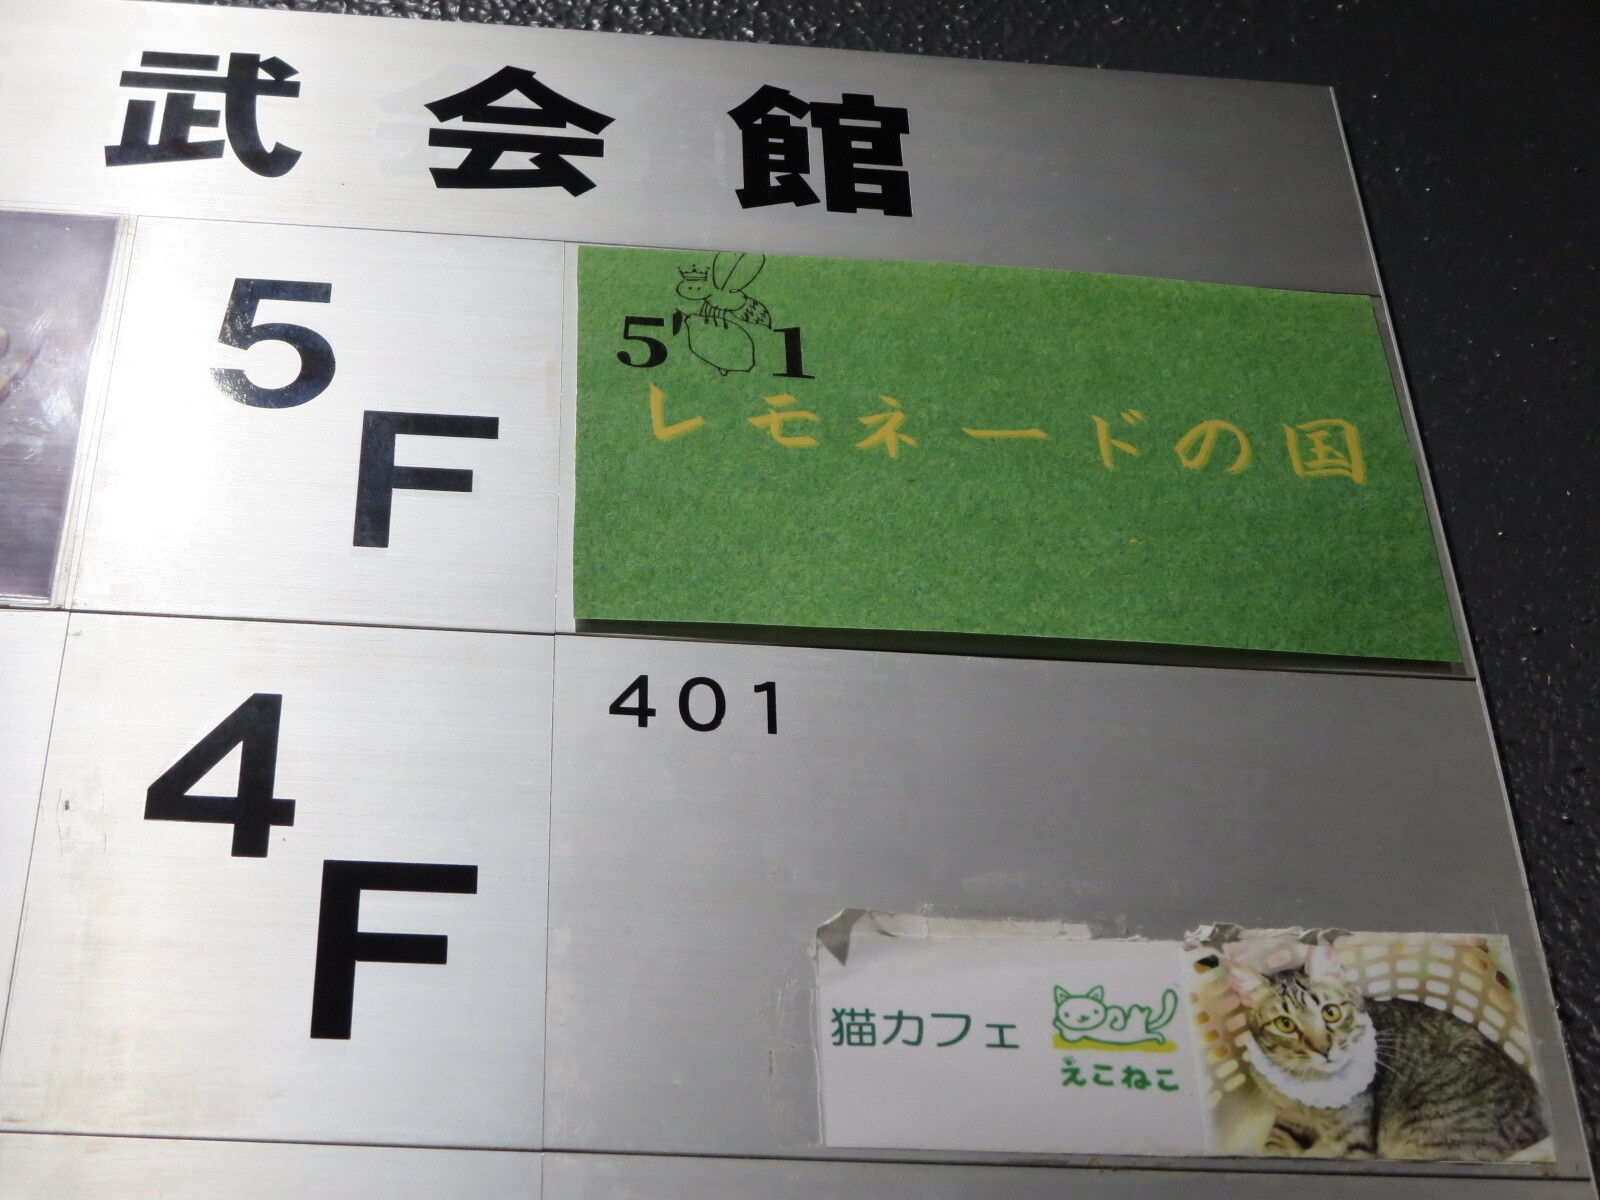 武会館
5F
5 1
レモネードの国
4F
401
猫カフェ
えこねこ